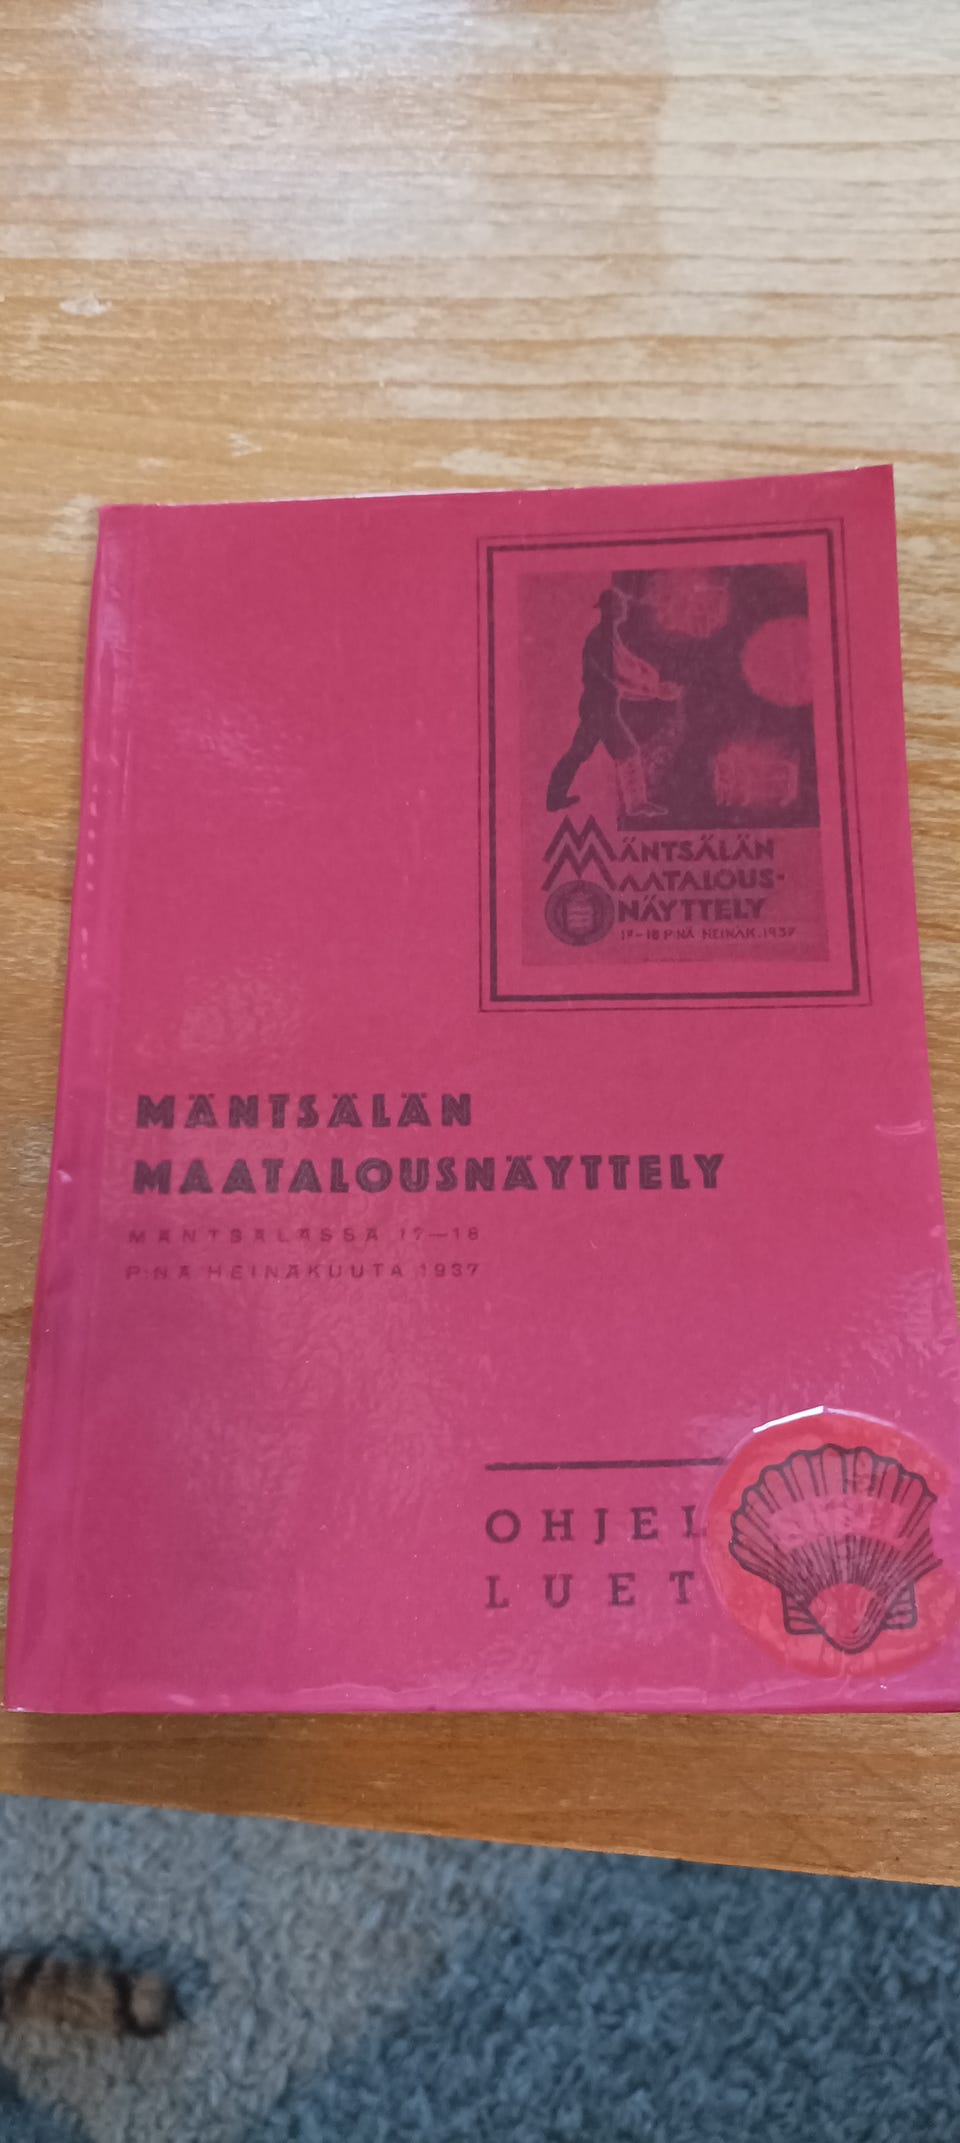 MÄNTSÄLÄN
MAATALOUS-
NÄYTTELY
17-18 P:NÄ HEINÄK. 1937
MÄNTSÄLÄN
MAATALOUSNÄYTTELY
MÄNTSÄLÄSSÄ 17—18
P:NÄ HEINÄKUUTA 1937
OHJEL
LUET